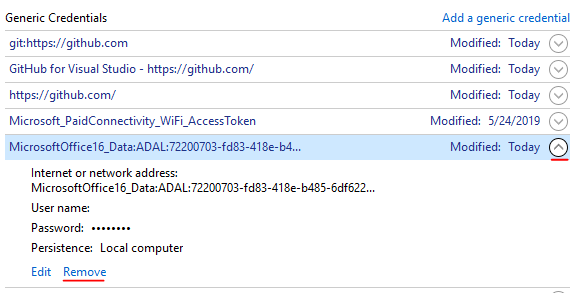 Generic Credentials Add a generic credential
git:https://github.com Modified: Today
GitHub for Visual Studio - https://github.com/ Modified: Today
https://github.com/ Modified: Today
Microsoft_PaidConnectivity_WiFi_AccessToken Modified: 5/24/2019
MicrosoftOffice16_Data:ADAL:72200703-fd83-418e-b4... Modified: Today
Internet or network address:
MicrosoftOffice16_Data:ADAL:72200703-fd83-418e-b485-6df622...
User name:
Password: ••••••••
Persistence: Local computer
Edit Remove